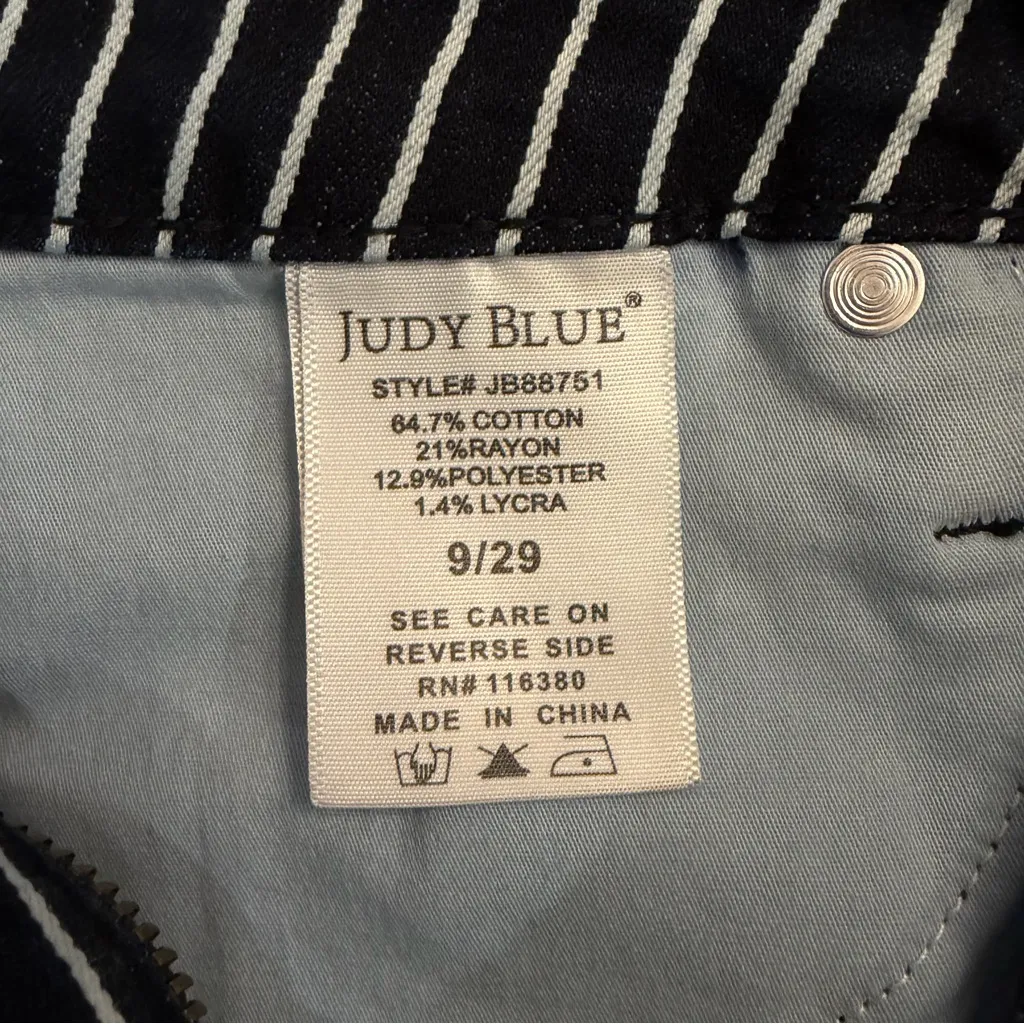 JUDY BLUE®
STYLE# JB88751
64.7% COTTON
21%RAYON
12.9%POLYESTER
1.4% LYCRA
9/29
SEE CARE ON
REVERSE SIDE
RN# 116380
MADE IN CHINA